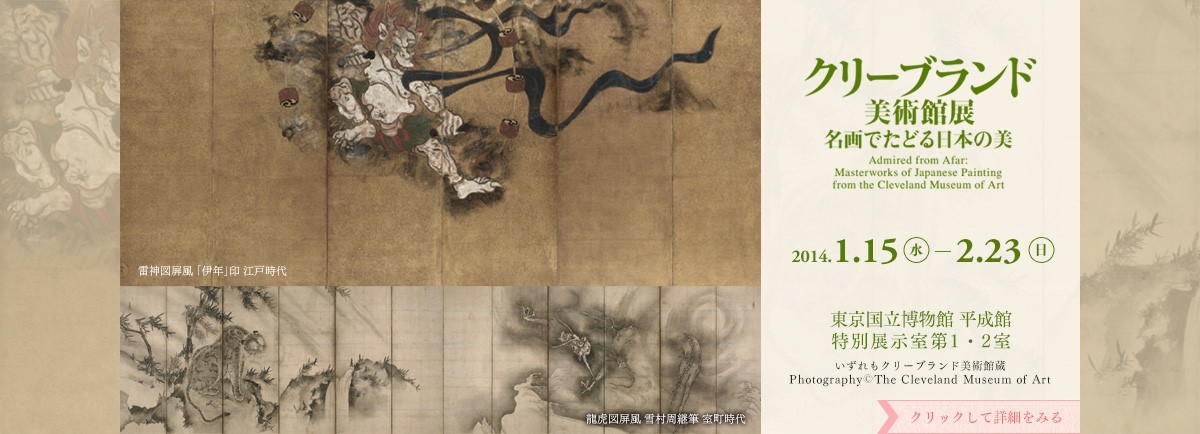 クリーブランド
美術館展
名画でたどる日本の美
Admired from Afar:
Masterworks of Japanese Painting
from the Cleveland Museum of Art
2014.1.15㊌－2.23㊐
東京国立博物館 平成館
特別展示室第1・2室
いずれもクリーブランド美術館蔵
Photography©The Cleveland Museum of Art
クリックして詳細をみる
雷神図屏風 「伊年」印 江戸時代
龍虎図屏風 雪村周継筆 室町時代